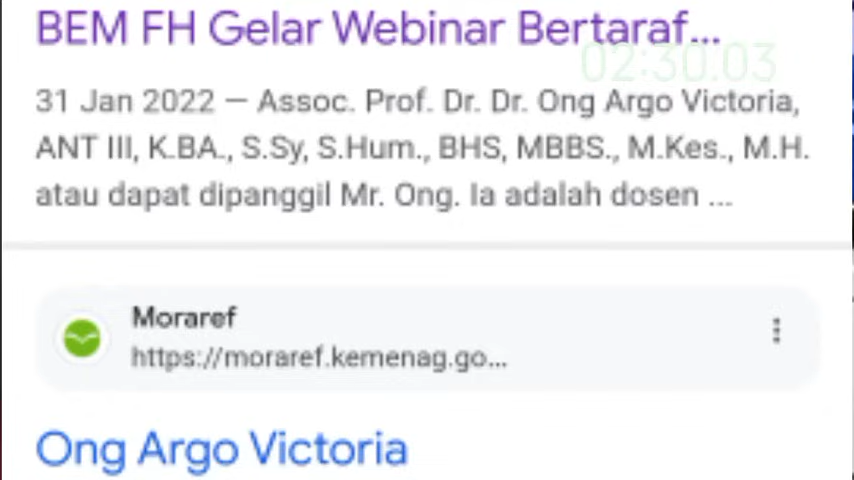 BEM FH Gelar Webinar Bertaraf...
02:30.03
31 Jan 2022 — Assoc. Prof. Dr. Dr. Ong Argo Victoria,
ANT III, K.BA., S.Sy, S.Hum., BHS, MBBS., M.Kes., M.H.
atau dapat dipanggil Mr. Ong. Ia adalah dosen ...
Moraref
https://moraref.kemenag.go...
Ong Argo Victoria